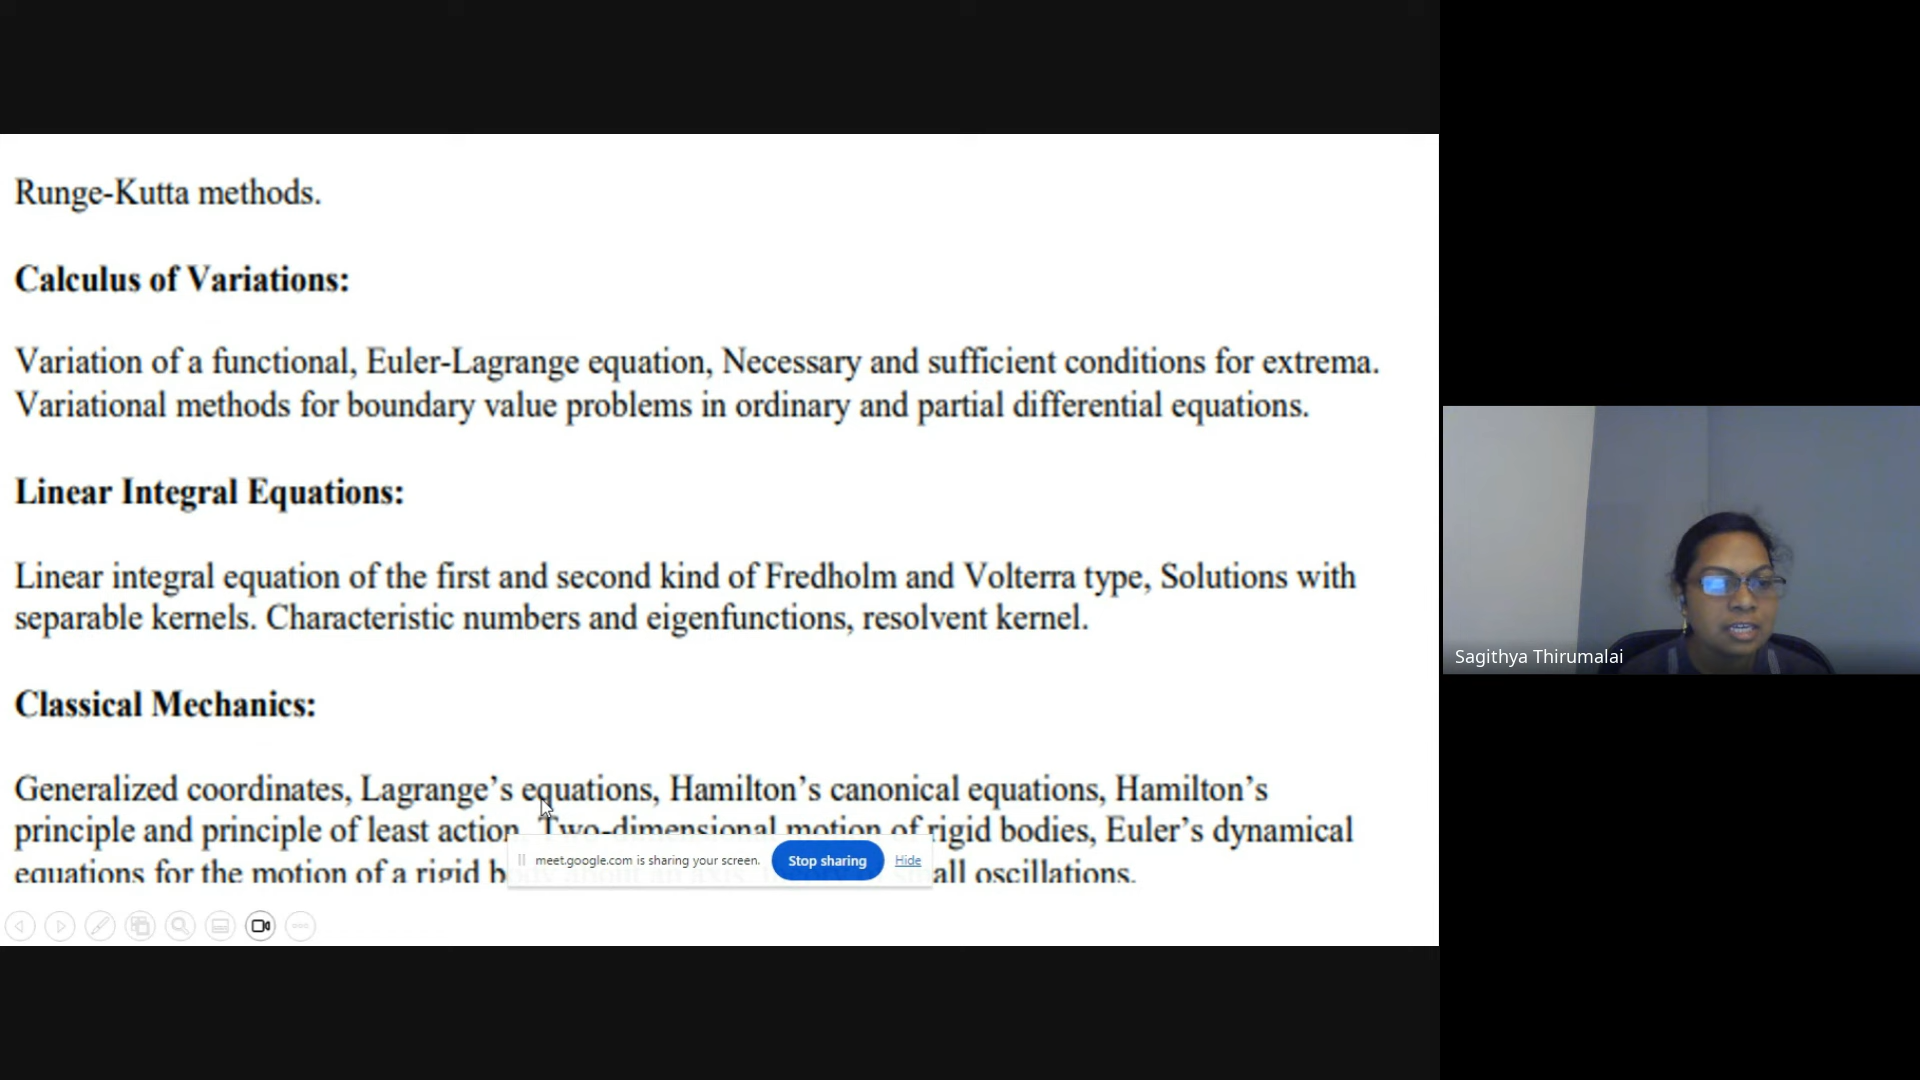 Runge-Kutta methods.
Calculus of Variations:
Variation of a functional, Euler-Lagrange equation, Necessary and sufficient conditions for extrema.
Variational methods for boundary value problems in ordinary and partial differential equations.
Linear Integral Equations:
Linear integral equation of the first and second kind of Fredholm and Volterra type, Solutions with
separable kernels. Characteristic numbers and eigenfunctions, resolvent kernel.
Classical Mechanics:
Generalized coordinates, Lagrange’s equations, Hamilton’s canonical equations, Hamilton’s
principle and principle of least action, Two-dimensional motion of rigid bodies, Euler’s dynamical
equations for the motion of a rigid oscillations.
meet.google.com is sharing your screen.
Stop sharing
Hide
Sagithya Thirumalai